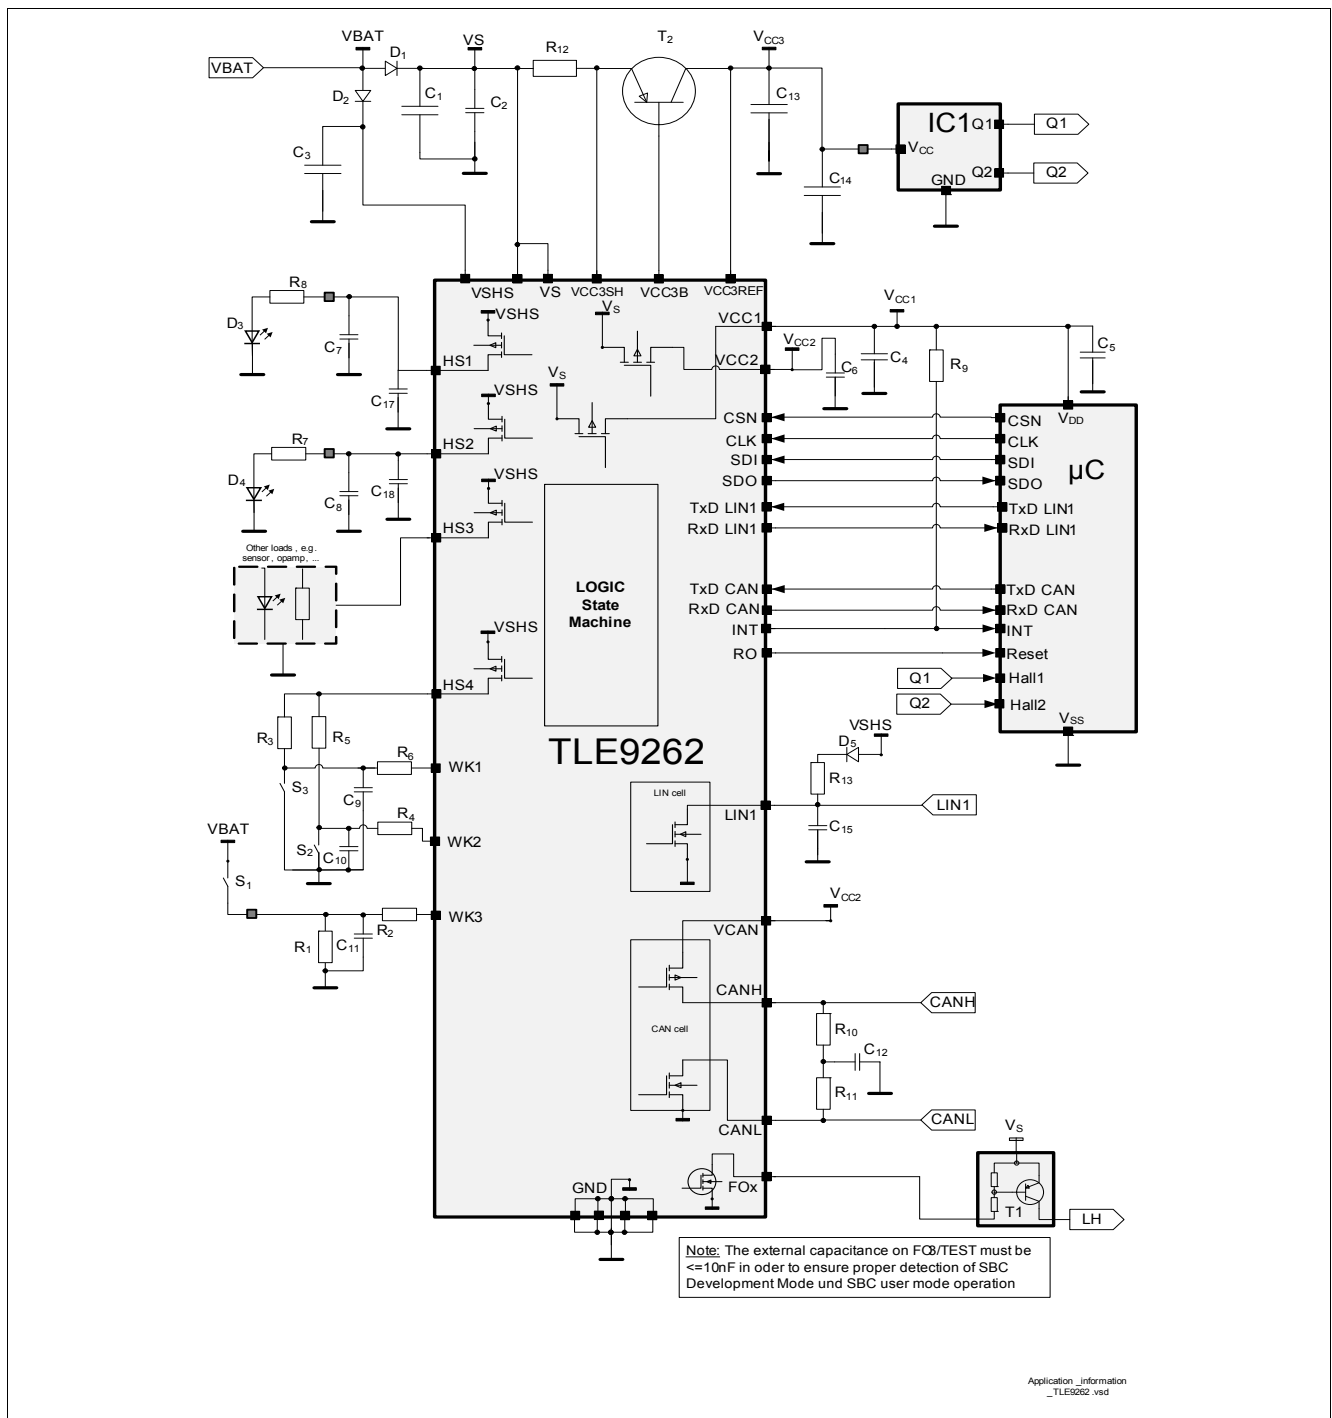 VBAT
VBAT
D1
VS
R12
T2
VCC3
D2
C1
C2
C13
C3
C14
IC1
Q1
Q1
VCC
Q2
Q2
GND
VSHS
VS
VCC3SH
VCC3B
VCC3REF
R8
D3
C7
HS1
C17
VSHS
VS
VS
VCC1
VCC2
VCC2
VCC1
C6
C4
R9
C5
R7
D4
C8
C18
HS2
VSHS
CSN
CLK
SDI
SDO
TxD LIN1
RxD LIN1
CSN
VDD
CLK
µC
SDI
SDO
TxD LIN1
RxD LIN1
VSHS
HS3
Other loads , e.g.
sensor , opamp, ...
LOGIC
State
Machine
TxD CAN
RxD CAN
INT
RO
TxD CAN
RxD CAN
INT
Reset
Q1
Hall1
Q2
Hall2
VSS
VSHS
HS4
R3
R5
TLE9262
VSHS
D5
R13
R6
WK1
S3
C9
LIN cell
LIN1
LIN1
C15
R4
VBAT
S2
C10
WK2
S1
WK3
R1
C11
R2
VCC2
VCAN
CANH
CANH
R10
CAN cell
C12
R11
CANL
CANL
VS
FOx
T1
LH
GND
Note: The external capacitance on FO3/TEST must be
<=10nF in oder to ensure proper detection of SBC
Development Mode und SBC user mode operation
Application _information
_TLE9262 .vsd